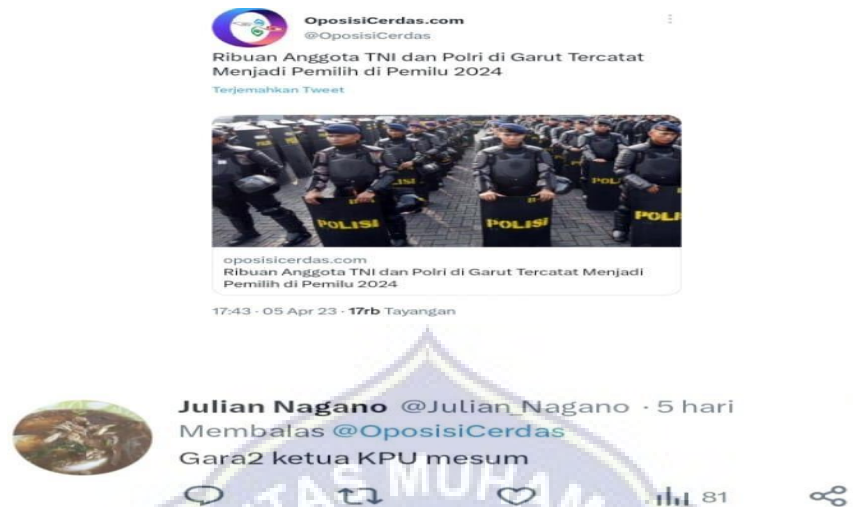 OposisiCerdas.com
@OposisiCerdas
Ribuan Anggota TNI dan Polri di Garut Tercatat
Menjadi Pemilih di Pemilu 2024
Terjemahkan Tweet
POLISI
POLISI
POLI
oposisicerdas.com
Ribuan Anggota TNI dan Polri di Garut Tercatat Menjadi
Pemilih di Pemilu 2024
17:43 · 05 Apr 23 · 17rb Tayangan
Julian Nagano @Julian_Nagano · 5 hari
Membalas @OposisiCerdas
Gara2 ketua KPU mesum
81